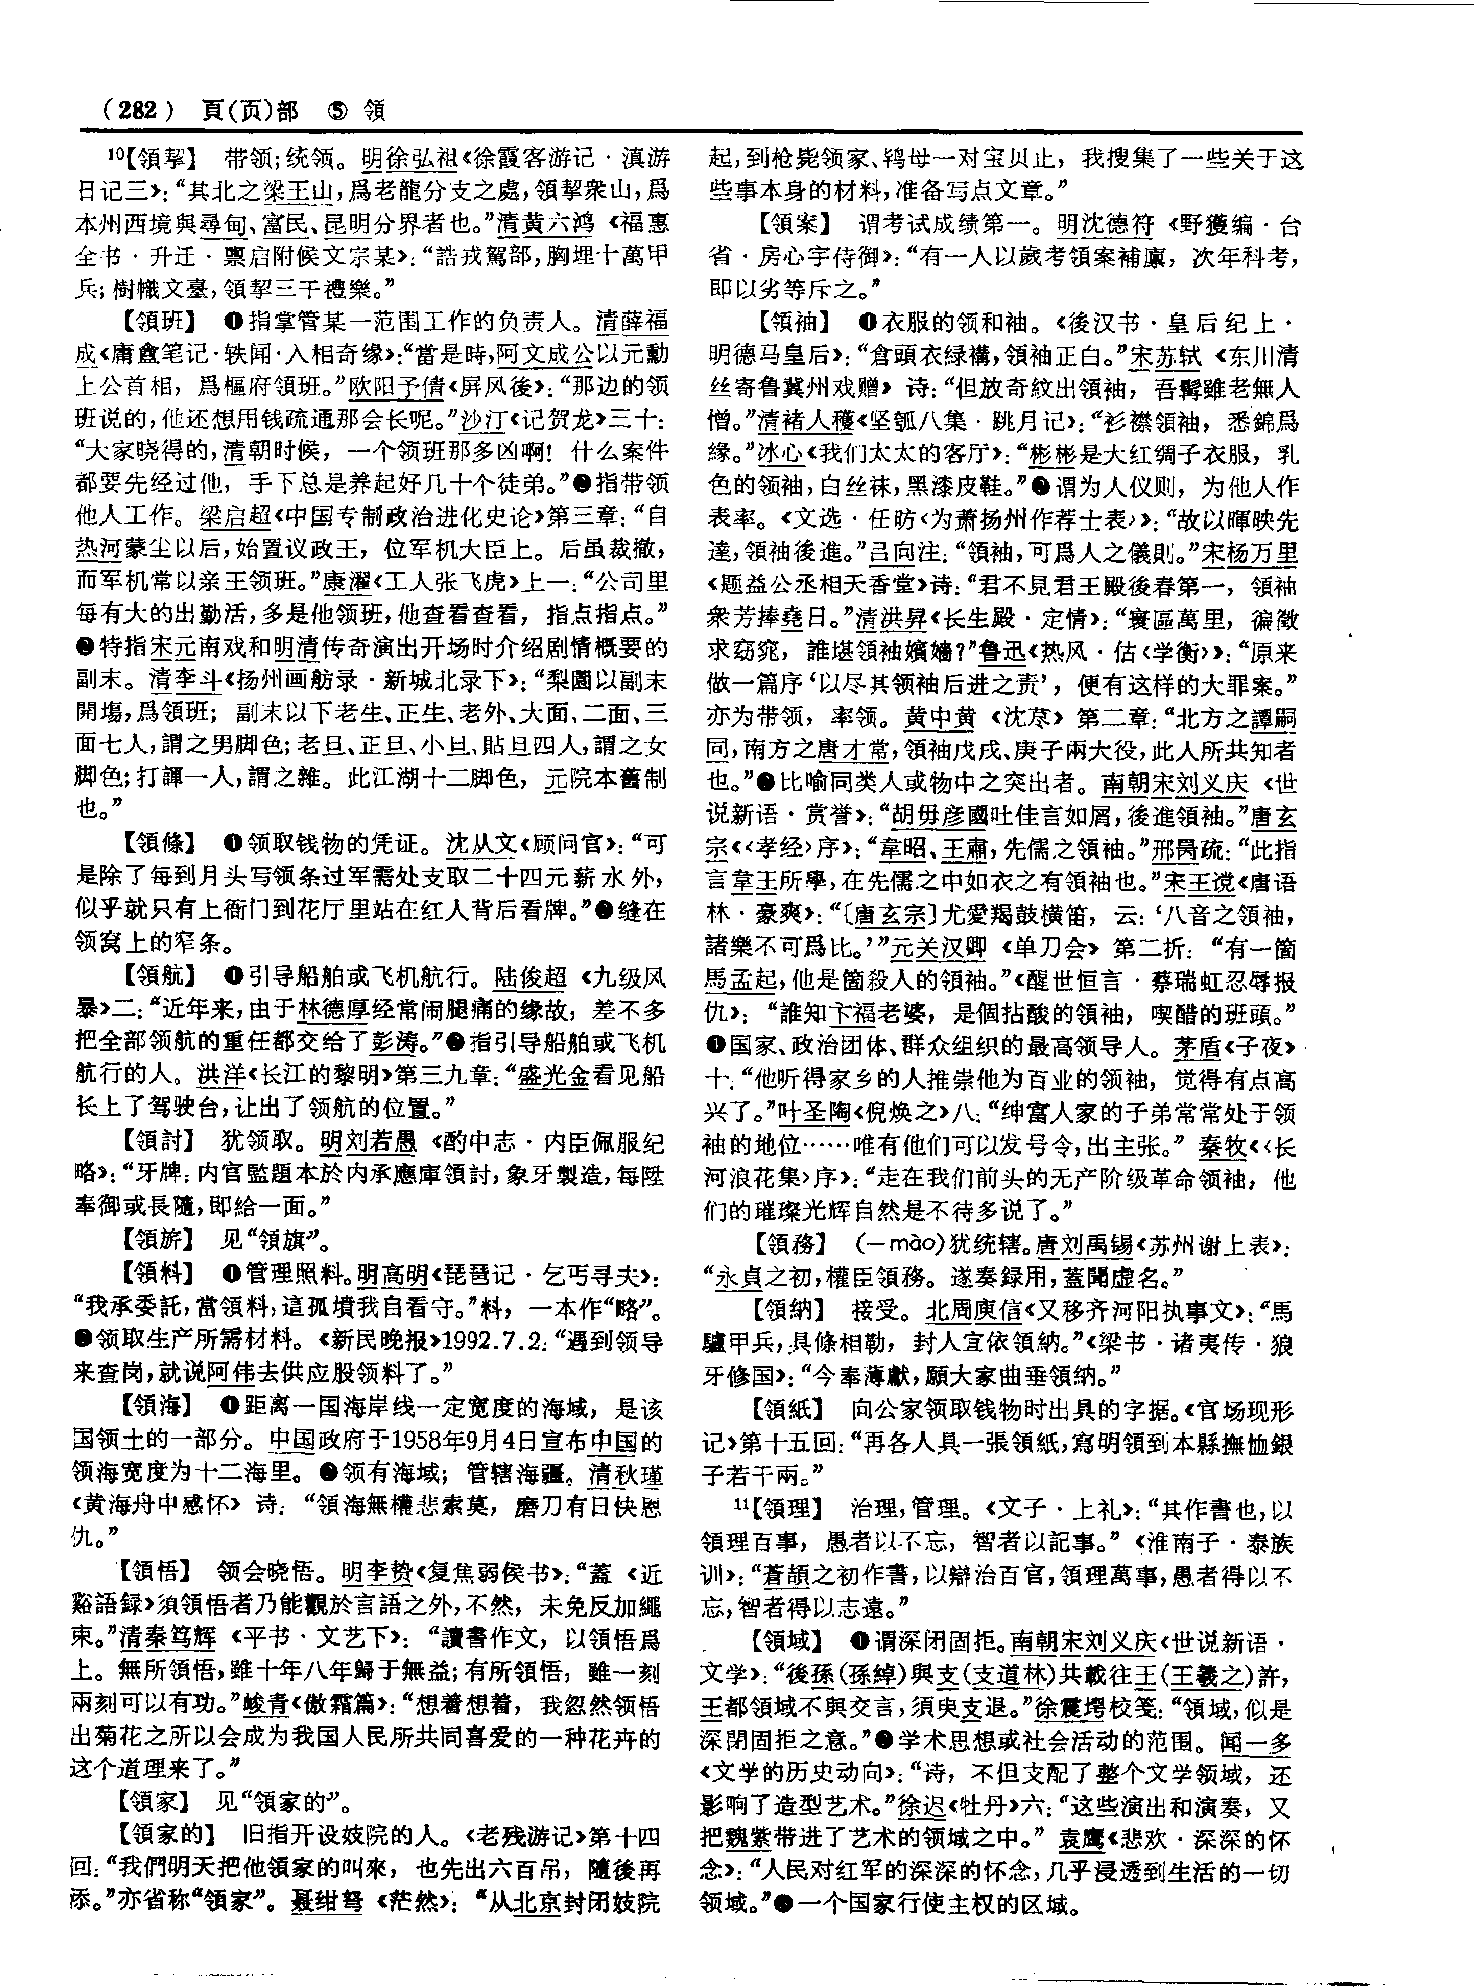 (282) 頁(页)部 ⑤ 領
¹⁰【領挈】 带领;统领。明徐弘祖《徐霞客游记·滇游
日记三》:“其北之梁王山,爲老龍分支之處,領挈衆山,爲
本州西境與尋甸、富民、昆明分界者也。”清黄六鸿《福惠
全书·升迁·禀启附候文宗某》:“誥戎駕部,胸埋十萬甲
兵;樹幟文臺,領挈三千禮樂。”
【領班】 ❶指掌管某一范围工作的负责人。清薛福
成《庸盦笔记·轶闻·入相奇缘》:“當是時,阿文成公以元勳
上公首相,爲樞府領班。”欧阳予倩《屏风後》:“那边的领
班说的,他还想用钱疏通那会长呢。”沙汀《记贺龙》三十:
“大家晓得的,清朝时候,一个领班那多凶啊!什么案件
都要先经过他,手下总是养起好几十个徒弟。”❷指带领
他人工作。梁启超《中国专制政治进化史论》第三章:“自
热河蒙尘以后,始置议政王,位军机大臣上。后虽裁撤,
而军机常以亲王领班。”康濯《工人张飞虎》上一:“公司里
每有大的出勤活,多是他领班,他查看查看,指点指点。”
❸特指宋元南戏和明清传奇演出开场时介绍剧情概要的
副末。清李斗《扬州画舫录·新城北录下》:“梨園以副末
開場,爲領班;副末以下老生、正生、老外、大面、二面、三
面七人,謂之男脚色;老旦、正旦、小旦、貼旦四人,謂之女
脚色;打諢一人,謂之雜。此江湖十二脚色,元院本舊制
也。”
【領條】 ❶领取钱物的凭证。沈从文《顾问官》:“可
是除了每到月头写领条过军需处支取二十四元薪水外,
似乎就只有上衙门到花厅里站在红人背后看牌。”❷缝在
领窝上的窄条。
【領航】 ❶引导船舶或飞机航行。陆俊超《九级风
暴》二:“近年来,由于林德厚经常闹腿痛的缘故,差不多
把全部领航的重任都交给了彭涛。”❷指引导船舶或飞机
航行的人。洪洋《长江的黎明》第三九章:“盛光金看见船
长上了驾驶台,让出了领航的位置。”
【領討】 犹领取。明刘若愚《酌中志·内臣佩服纪
略》:“牙牌:内官監題本於内承應庫領討,象牙製造,每陞
奉御或長隨,即給一面。”
【領旂】 见“領旗”。
【領料】 ❶管理照料。明高明《琵琶记·乞丐寻夫》:
“我承委託,當領料;這孤墳我自看守。”料,一本作“略”。
❷领取生产所需材料。《新民晚报》1992.7.2:“遇到领导
来查岗,就说阿伟去供应股领料了。”
【領海】 ❶距离一国海岸线一定宽度的海域,是该
国领土的一部分。中国政府于1958年9月4日宣布中国的
领海宽度为十二海里。❷领有海域;管辖海疆。清秋瑾
《黄海舟中感怀》诗:“領海無權悲索莫,磨刀有日快恩
仇。”
【領悟】 领会晓悟。明李贽《复焦弱侯书》:“蓋《近
谿語録》須領悟者乃能觀於言語之外,不然,未免反加繩
束。”清秦笃辉《平书·文艺下》:“讀書作文,以領悟爲
上。無所領悟,雖十年八年歸于無益;有所領悟,雖一刻
兩刻可以有功。”峻青《傲霜篇》:“想着想着,我忽然领悟
出菊花之所以会成为我国人民所共同喜爱的一种花卉的
这个道理来了。”
【領家】 见“領家的”。
【領家的】 旧指开设妓院的人。《老残游记》第十四
回:“我們明天把他領家的叫來,也先出六百吊,隨後再
添。”亦省称“領家”。聂绀弩《茫然》:“从北京封闭妓院
起,到枪毙领家、鸨母一对宝贝止,我搜集了一些关于这
些事本身的材料,准备写点文章。”
【領案】 谓考试成绩第一。明沈德符《野獲编·台
省·房心宇侍御》:“有一人以歲考領案補廩,次年科考,
即以劣等斥之。”
【領袖】 ❶衣服的领和袖。《後汉书·皇后纪上·
明德马皇后》:“倉頭衣緑褠,領袖正白。”宋苏轼《东川清
丝寄鲁冀州戏赠》诗:“但放奇紋出領袖,吾髯雖老無人
憎。”清褚人穫《坚瓠八集·跳月记》:“衫襟領袖,悉錦爲
緣。”冰心《我们太太的客厅》:“彬彬是大红绸子衣服,乳
色的领袖,白丝袜,黑漆皮鞋。”❷谓为人仪则,为他人作
表率。《文选·任昉〈为萧扬州作荐士表〉》:“故以暉映先
達,領袖後進。”吕向注:“領袖,可爲人之儀則。”宋杨万里
《题益公丞相天香堂》诗:“君不見君王殿後春第一,領袖
衆芳捧堯日。”清洪昇《长生殿·定情》:“寰區萬里,徧徵
求窈窕,誰堪領袖嬪嬙?”鲁迅《热风·估〈学衡〉》:“原来
做一篇序‘以尽其领袖后进之责’,便有这样的大罪案。”
亦为带领,率领。黄中黄《沈荩》第二章:“北方之譚嗣
同,南方之唐才常,領袖戊戌、庚子兩大役,此人所共知者
也。”❸比喻同类人或物中之突出者。南朝宋刘义庆《世
说新语·赏誉》:“胡毋彦國吐佳言如屑,後進領袖。”唐玄
宗《〈孝经〉序》:“韋昭、王肅,先儒之領袖。”邢昺疏:“此指
言韋王所學,在先儒之中如衣之有領袖也。”宋王谠《唐语
林·豪爽》:“〔唐玄宗〕尤愛羯鼓橫笛,云:‘八音之領袖,
諸樂不可爲比。’”元关汉卿《单刀会》第二折:“有一箇
馬孟起,他是箇殺人的領袖。”《醒世恒言·蔡瑞虹忍辱报
仇》:“誰知卞福老婆,是個拈酸的領袖,喫醋的班頭。”
❹国家、政治团体、群众组织的最高领导人。茅盾《子夜》
十:“他听得家乡的人推崇他为百业的领袖,觉得有点高
兴了。”叶圣陶《倪焕之》八:“绅富人家的子弟常常处于领
袖的地位……唯有他们可以发号令,出主张。”秦牧《〈长
河浪花集〉序》:“走在我们前头的无产阶级革命领袖,他
们的璀璨光辉自然是不待多说了。”
【領務】 (－mào)犹统辖。唐刘禹锡《苏州谢上表》:
“永貞之初,權臣領務。遂奏録用,蓋聞虚名。”
【領納】 接受。北周庾信《又移齐河阳执事文》:“馬
驢甲兵,具條相勒,封人宜依領納。”《梁书·诸夷传·狼
牙修国》:“今奉薄獻,願大家曲垂領納。”
【領紙】 向公家领取钱物时出具的字据。《官场现形
记》第十五回:“再各人具一張領紙,寫明領到本縣撫恤銀
子若干兩。”
¹¹【領理】 治理,管理。《文子·上礼》:“其作書也,以
領理百事,愚者以不忘,智者以記事。”《淮南子·泰族
训》:“蒼頡之初作書,以辯治百官,領理萬事,愚者得以不
忘,智者得以志遠。”
【領域】 ❶谓深闭固拒。南朝宋刘义庆《世说新语·
文学》:“後孫(孫綽)與支(支道林)共載往王(王羲之)許,
王都領域不與交言,須臾支退。”徐震堮校笺:“領域,似是
深閉固拒之意。”❷学术思想或社会活动的范围。闻一多
《文学的历史动向》:“诗,不但支配了整个文学领域,还
影响了造型艺术。”徐迟《牡丹》六:“这些演出和演奏,又
把魏紫带进了艺术的领域之中。”袁鹰《悲欢·深深的怀
念》:“人民对红军的深深的怀念,几乎浸透到生活的一切
领域。”❸一个国家行使主权的区域。